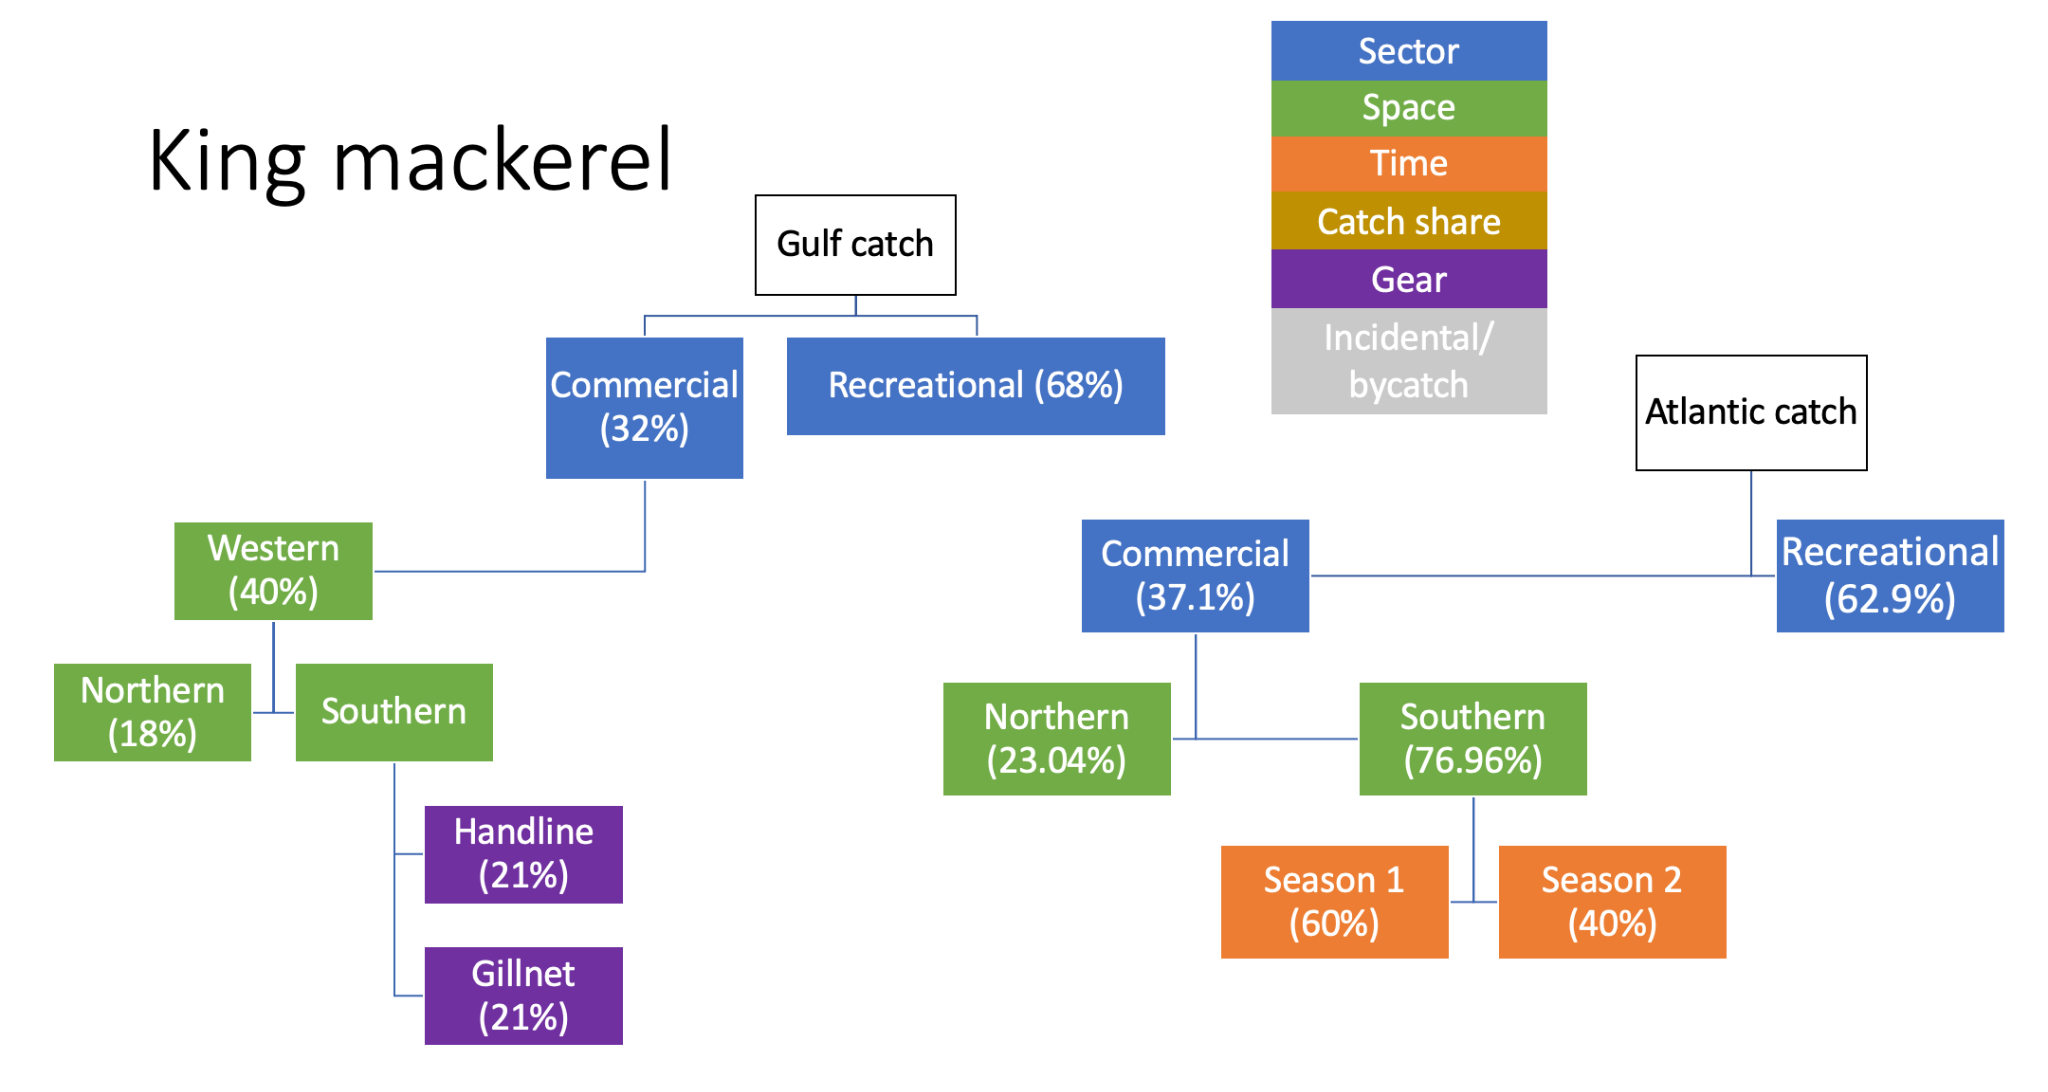 King mackerel
Sector
Space
Time
Catch share
Gear
Incidental/
bycatch
Gulf catch
Commercial
(32%)
Recreational (68%)
Western
(40%)
Northern
(18%)
Southern
Handline
(21%)
Gillnet
(21%)
Atlantic catch
Commercial
(37.1%)
Recreational
(62.9%)
Northern
(23.04%)
Southern
(76.96%)
Season 1
(60%)
Season 2
(40%)